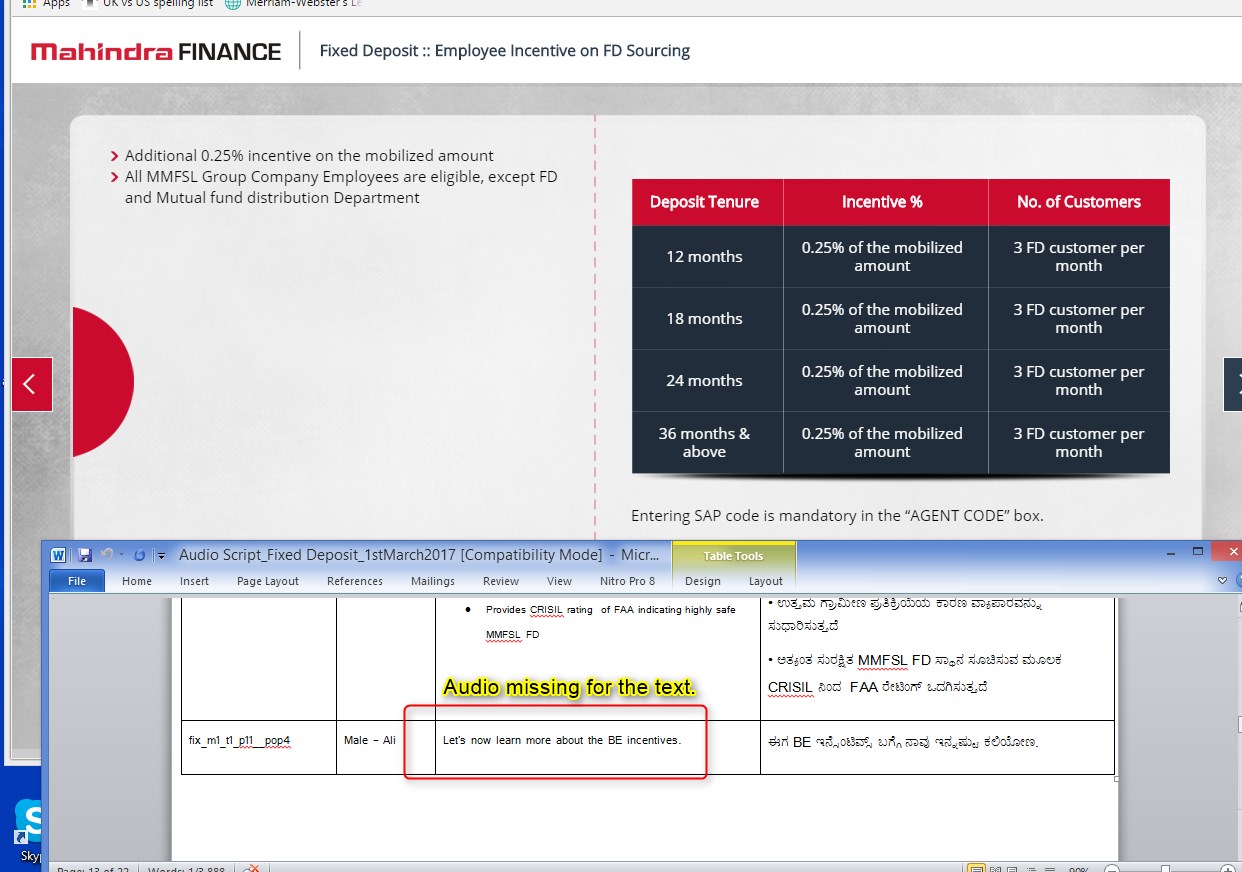 Apps
UK vs US spelling list
Merriam-Webster's Le
Mahindra FINANCE
Fixed Deposit :: Employee Incentive on FD Sourcing
Additional 0.25% incentive on the mobilized amount
All MMFSL Group Company Employees are eligible, except FD
and Mutual fund distribution Department
Deposit Tenure Incentive % No. of Customers
12 months 0.25% of the mobilized amount 3 FD customer per month
18 months 0.25% of the mobilized amount 3 FD customer per month
24 months 0.25% of the mobilized amount 3 FD customer per month
36 months & above 0.25% of the mobilized amount 3 FD customer per month
Entering SAP code is mandatory in the “AGENT CODE” box.
Audio Script_Fixed Deposit_1stMarch2017 [Compatibility Mode] - Micr...
Table Tools
File Home Insert Page Layout References Mailings Review View Nitro Pro 8 Design Layout
• Provides CRISIL rating of FAA indicating highly safe
MMFSL FD
• ಉತ್ತಮ ಗ್ರಾಮೀಣ ಪ್ರತಿಕ್ರಿಯೆಯ ಕಾರಣ ವ್ಯಾಪಾರವನ್ನು
ಸುಧಾರಿಸುತ್ತದೆ
• ಅತ್ಯಂತ ಸುರಕ್ಷಿತ MMFSL FD ಸ್ಥಾನ ಸೂಚಿಸುವ ಮೂಲಕ
CRISIL ನಿಂದ FAA ರೇಟಿಂಗ್ ಒದಗಿಸುತ್ತದೆ
Audio missing for the text.
fix_m1_t1_p11__pop4
Male – Ali
Let's now learn more about the BE incentives.
ಈಗ BE ಇನ್ಸೆಂಟಿವ್ಸ್ ಬಗ್ಗೆ ನಾವು ಇನ್ನಷ್ಟು ಕಲಿಯೋಣ.
Sky
Page: 13 of 22 Words: 1/3,888
90%